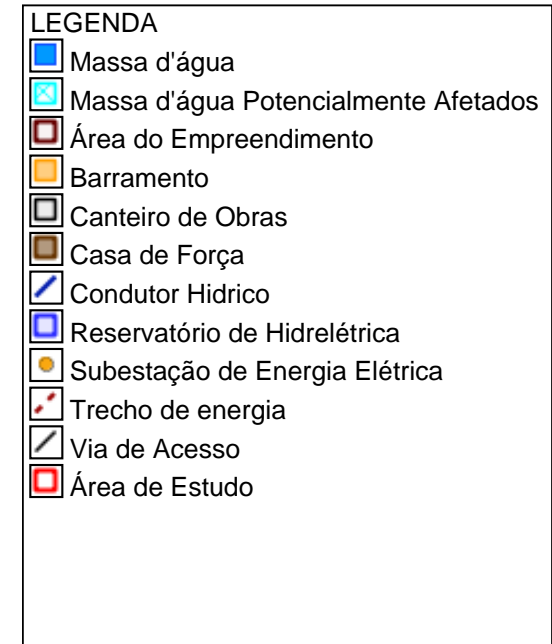 LEGENDA
Massa d'água
Massa d'água Potencialmente Afetados
Área do Empreendimento
Barramento
Canteiro de Obras
Casa de Força
Condutor Hidrico
Reservatório de Hidrelétrica
Subestação de Energia Elétrica
Trecho de energia
Via de Acesso
Área de Estudo